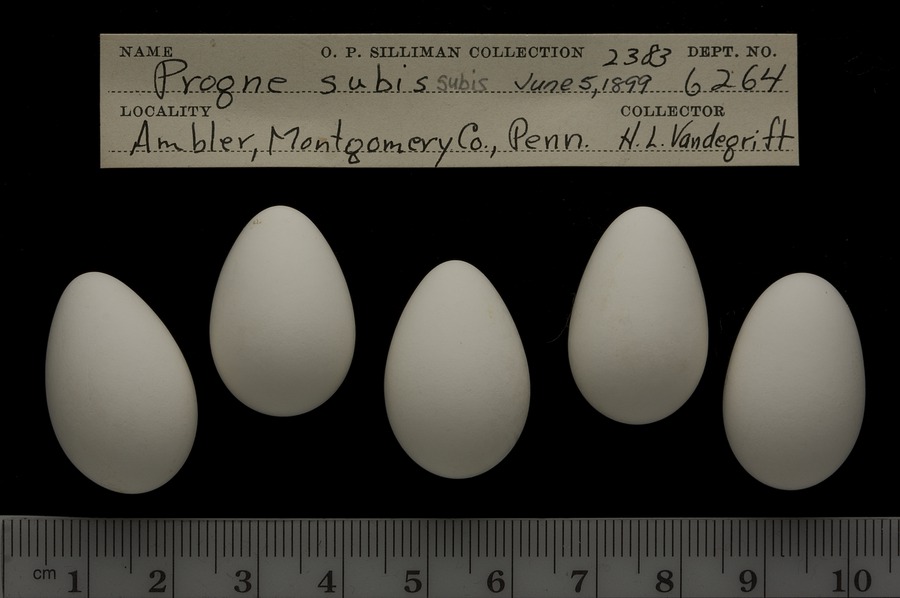 NAME O. P. SILLIMAN COLLECTION 2383 DEPT. NO.
Progne subis subis June 5, 1899 6264
LOCALITY COLLECTOR
Ambler, Montgomery Co., Penn. H. L. Vandegrift
cm 1 2 3 4 5 6 7 8 9 10